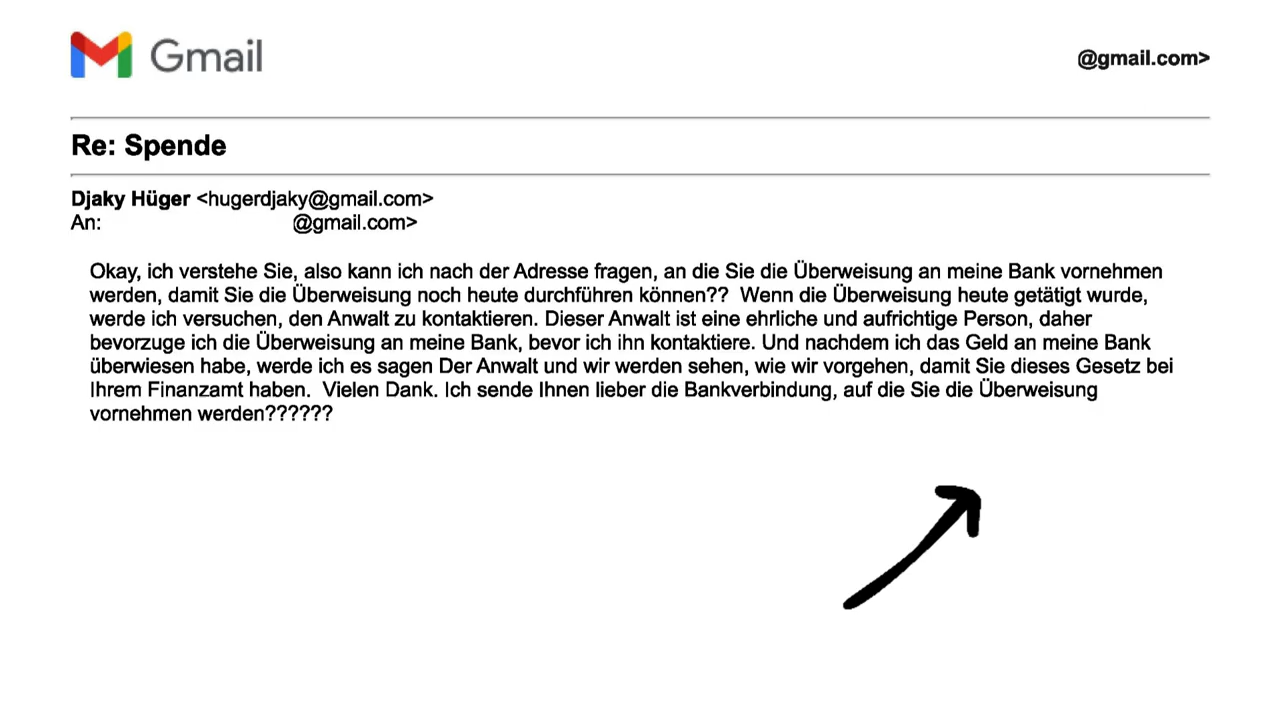 Gmail
@gmail.com>
Re: Spende
Djaky Hüger <hugerdjaky@gmail.com>
An: @gmail.com>
Okay, ich verstehe Sie, also kann ich nach der Adresse fragen, an die Sie die Überweisung an meine Bank vornehmen
werden, damit Sie die Überweisung noch heute durchführen können?? Wenn die Überweisung heute getätigt wurde,
werde ich versuchen, den Anwalt zu kontaktieren. Dieser Anwalt ist eine ehrliche und aufrichtige Person, daher
bevorzuge ich die Überweisung an meine Bank, bevor ich ihn kontaktiere. Und nachdem ich das Geld an meine Bank
überwiesen habe, werde ich es sagen Der Anwalt und wir werden sehen, wie wir vorgehen, damit Sie dieses Gesetz bei
Ihrem Finanzamt haben. Vielen Dank. Ich sende Ihnen lieber die Bankverbindung, auf die Sie die Überweisung
vornehmen werden??????